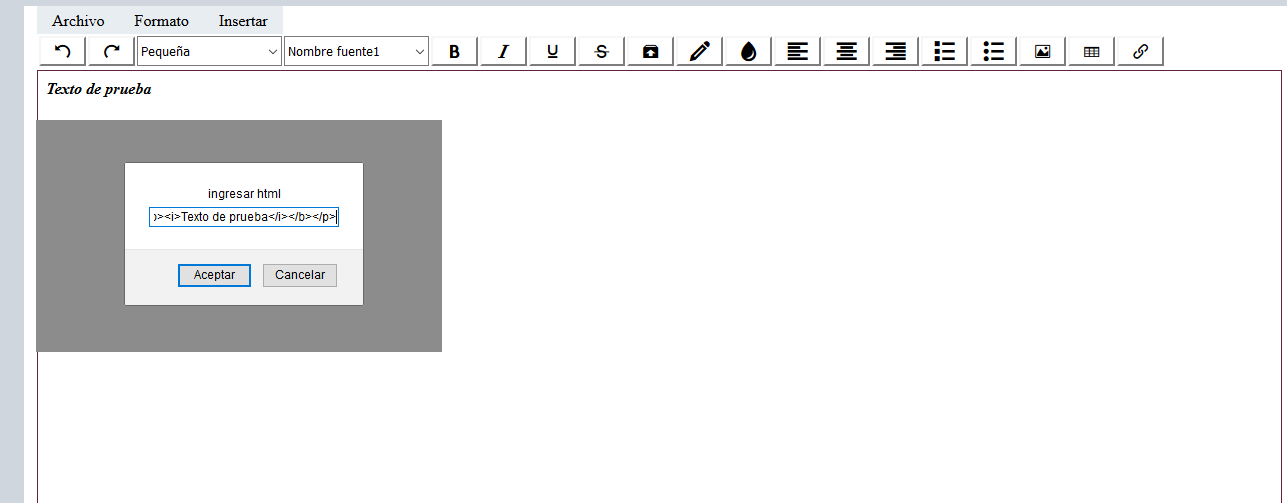 Archivo Formato Insertar
Pequeña Nombre fuente1 B I U S
Texto de prueba
ingresar html
><i>Texto de prueba</i></b></p>
Aceptar Cancelar